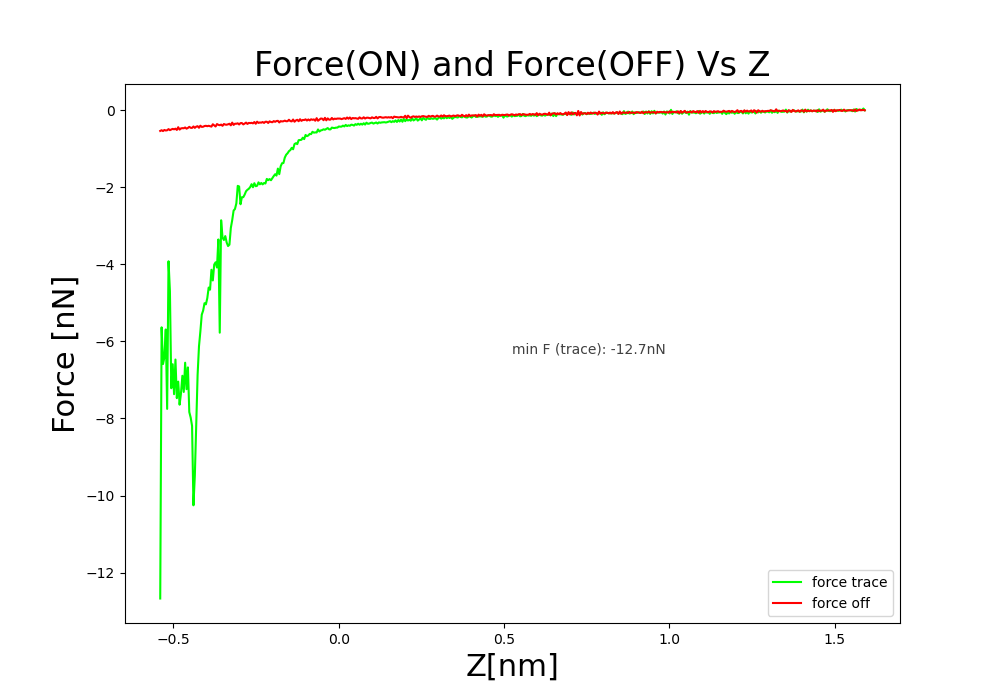 Force(ON) and Force(OFF) Vs Z
0
−2
−4
−6
−8
−10
−12
Force [nN]
min F (trace): -12.7nN
force trace
force off
−0.5 0.0 0.5 1.0 1.5
Z[nm]